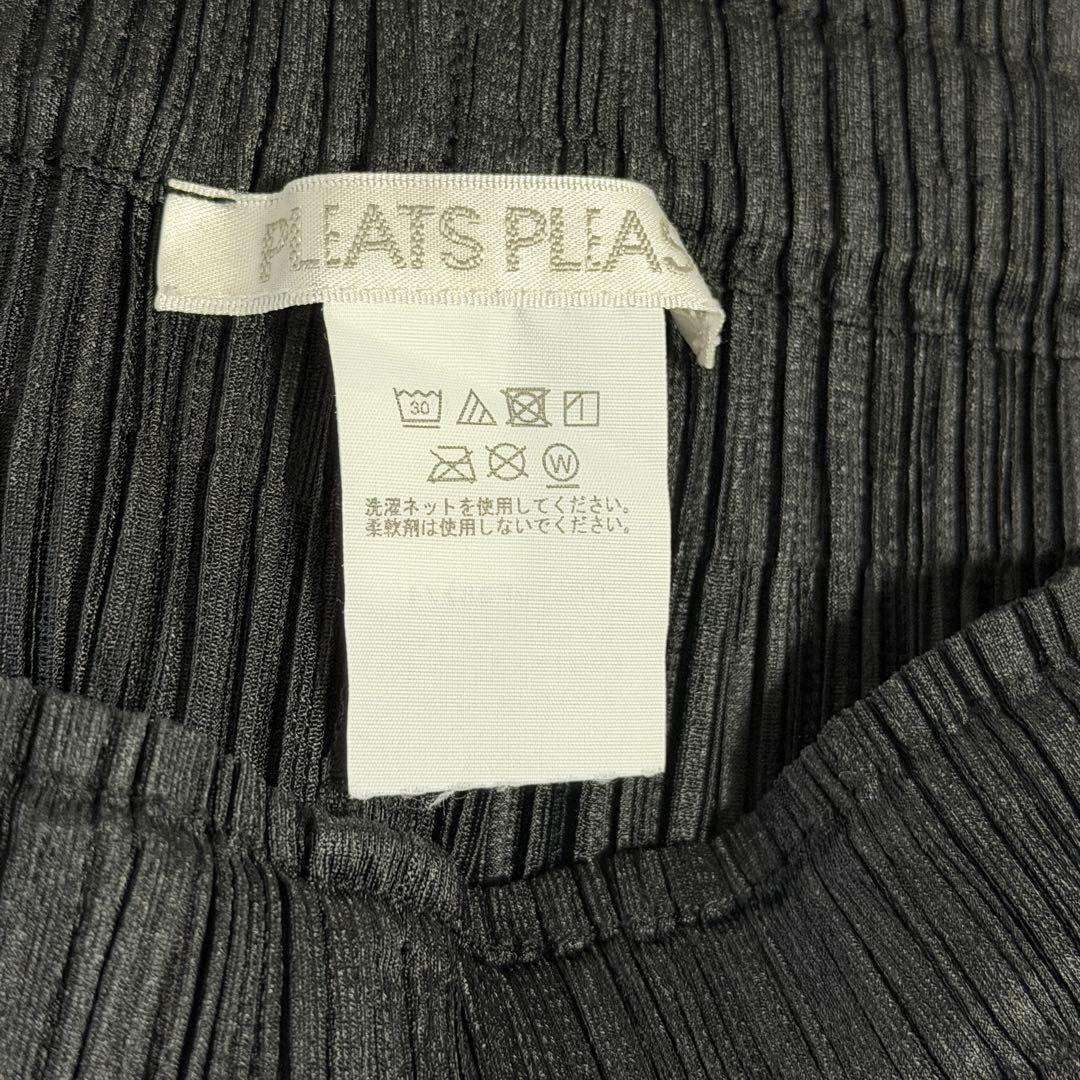 PLEATS PLEAS
30
W
洗濯ネットを使用してください。
柔軟剤は使用しないでください。